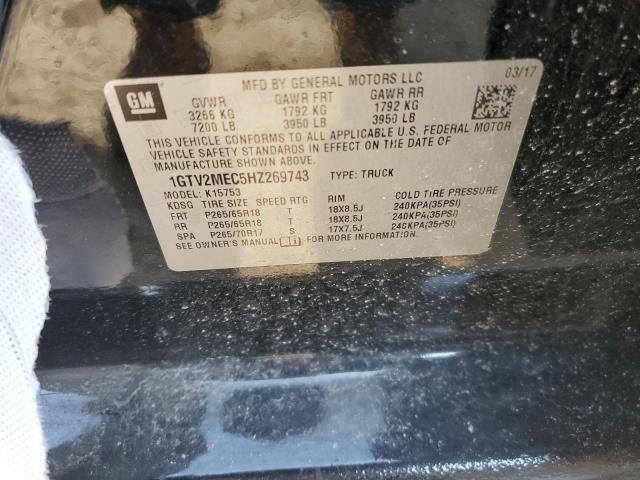 GM
MFD BY GENERAL MOTORS LLC
03/17
GVWR GAWR FRT GAWR RR
3266 KG 1792 KG 1792 KG
7200 LB 3950 LB 3950 LB
THIS VEHICLE CONFORMS TO ALL APPLICABLE U.S. FEDERAL MOTOR
VEHICLE SAFETY, BUMPER, AND THEFT PREVENTION
STANDARDS IN EFFECT ON THE DATE OF
MANUFACTURE SHOWN ABOVE.
1GTV2MEC5HZ269743 TYPE: TRUCK
MODEL: K15753
KDSG TIRE SIZE SPEED RTG RIM COLD TIRE PRESSURE
FRT P265/65R18 T 18X8.5J 240KPA(35PSI)
RR P265/65R18 T 18X8.5J 240KPA(35PSI)
SPA P265/70R17 S 17X7.5J 240KPA(35PSI)
SEE OWNER'S MANUAL FOR MORE INFORMATION.